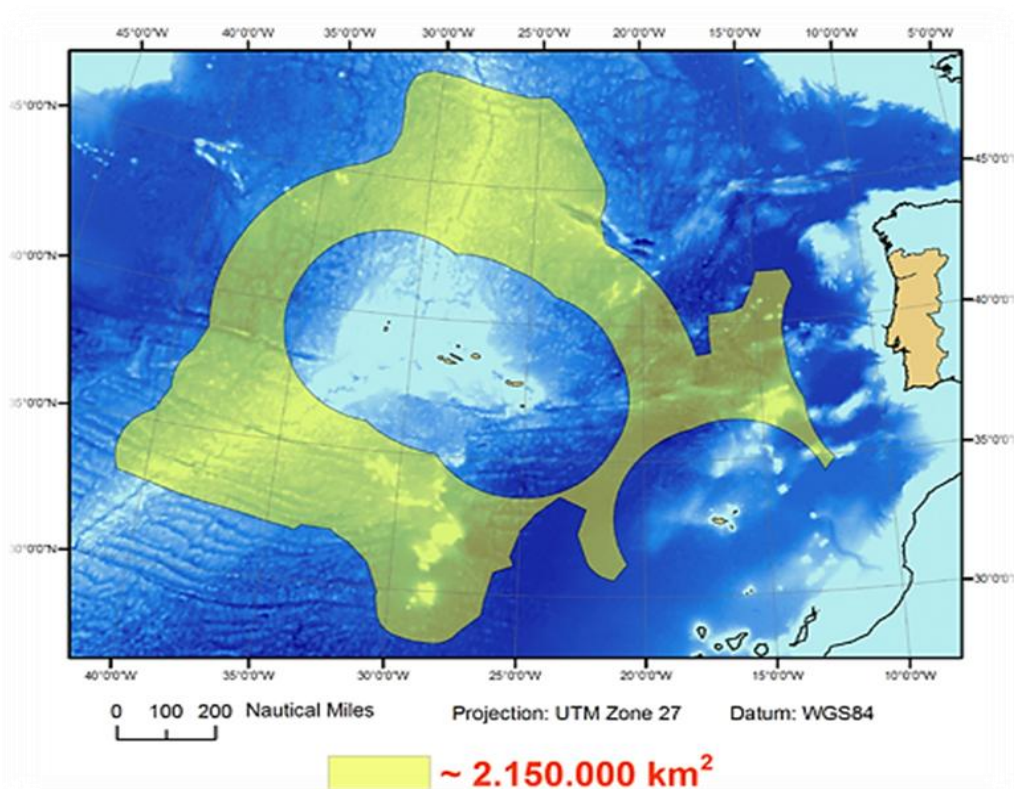 45°0'0"W 40°0'0"W 35°0'0"W 30°0'0"W 25°0'0"W 20°0'0"W 15°0'0"W 10°0'0"W 5°0'0"W
45°0'0"N
45°0'0"N
40°0'0"N
40°0'0"N
35°0'0"N
35°0'0"N
30°0'0"N
30°0'0"N
40°0'0"W 35°0'0"W 30°0'0"W 25°0'0"W 20°0'0"W 15°0'0"W 10°0'0"W
0 100 200 Nautical Miles Projection: UTM Zone 27 Datum: WGS84
~ 2.150.000 km²